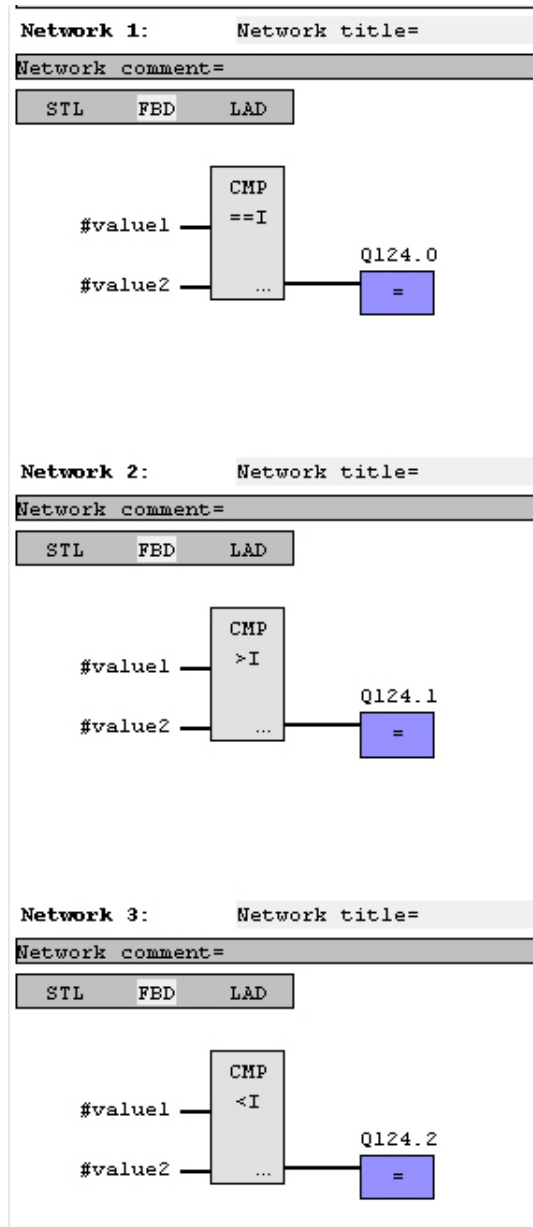 Network 1: Network title=
Network comment=
STL FBD LAD
CMP
==I
#value1
Q124.0
#value2 ... =
Network 2: Network title=
Network comment=
STL FBD LAD
CMP
>I
#value1
Q124.1
#value2 ... =
Network 3: Network title=
Network comment=
STL FBD LAD
CMP
<I
#value1
Q124.2
#value2 ... =